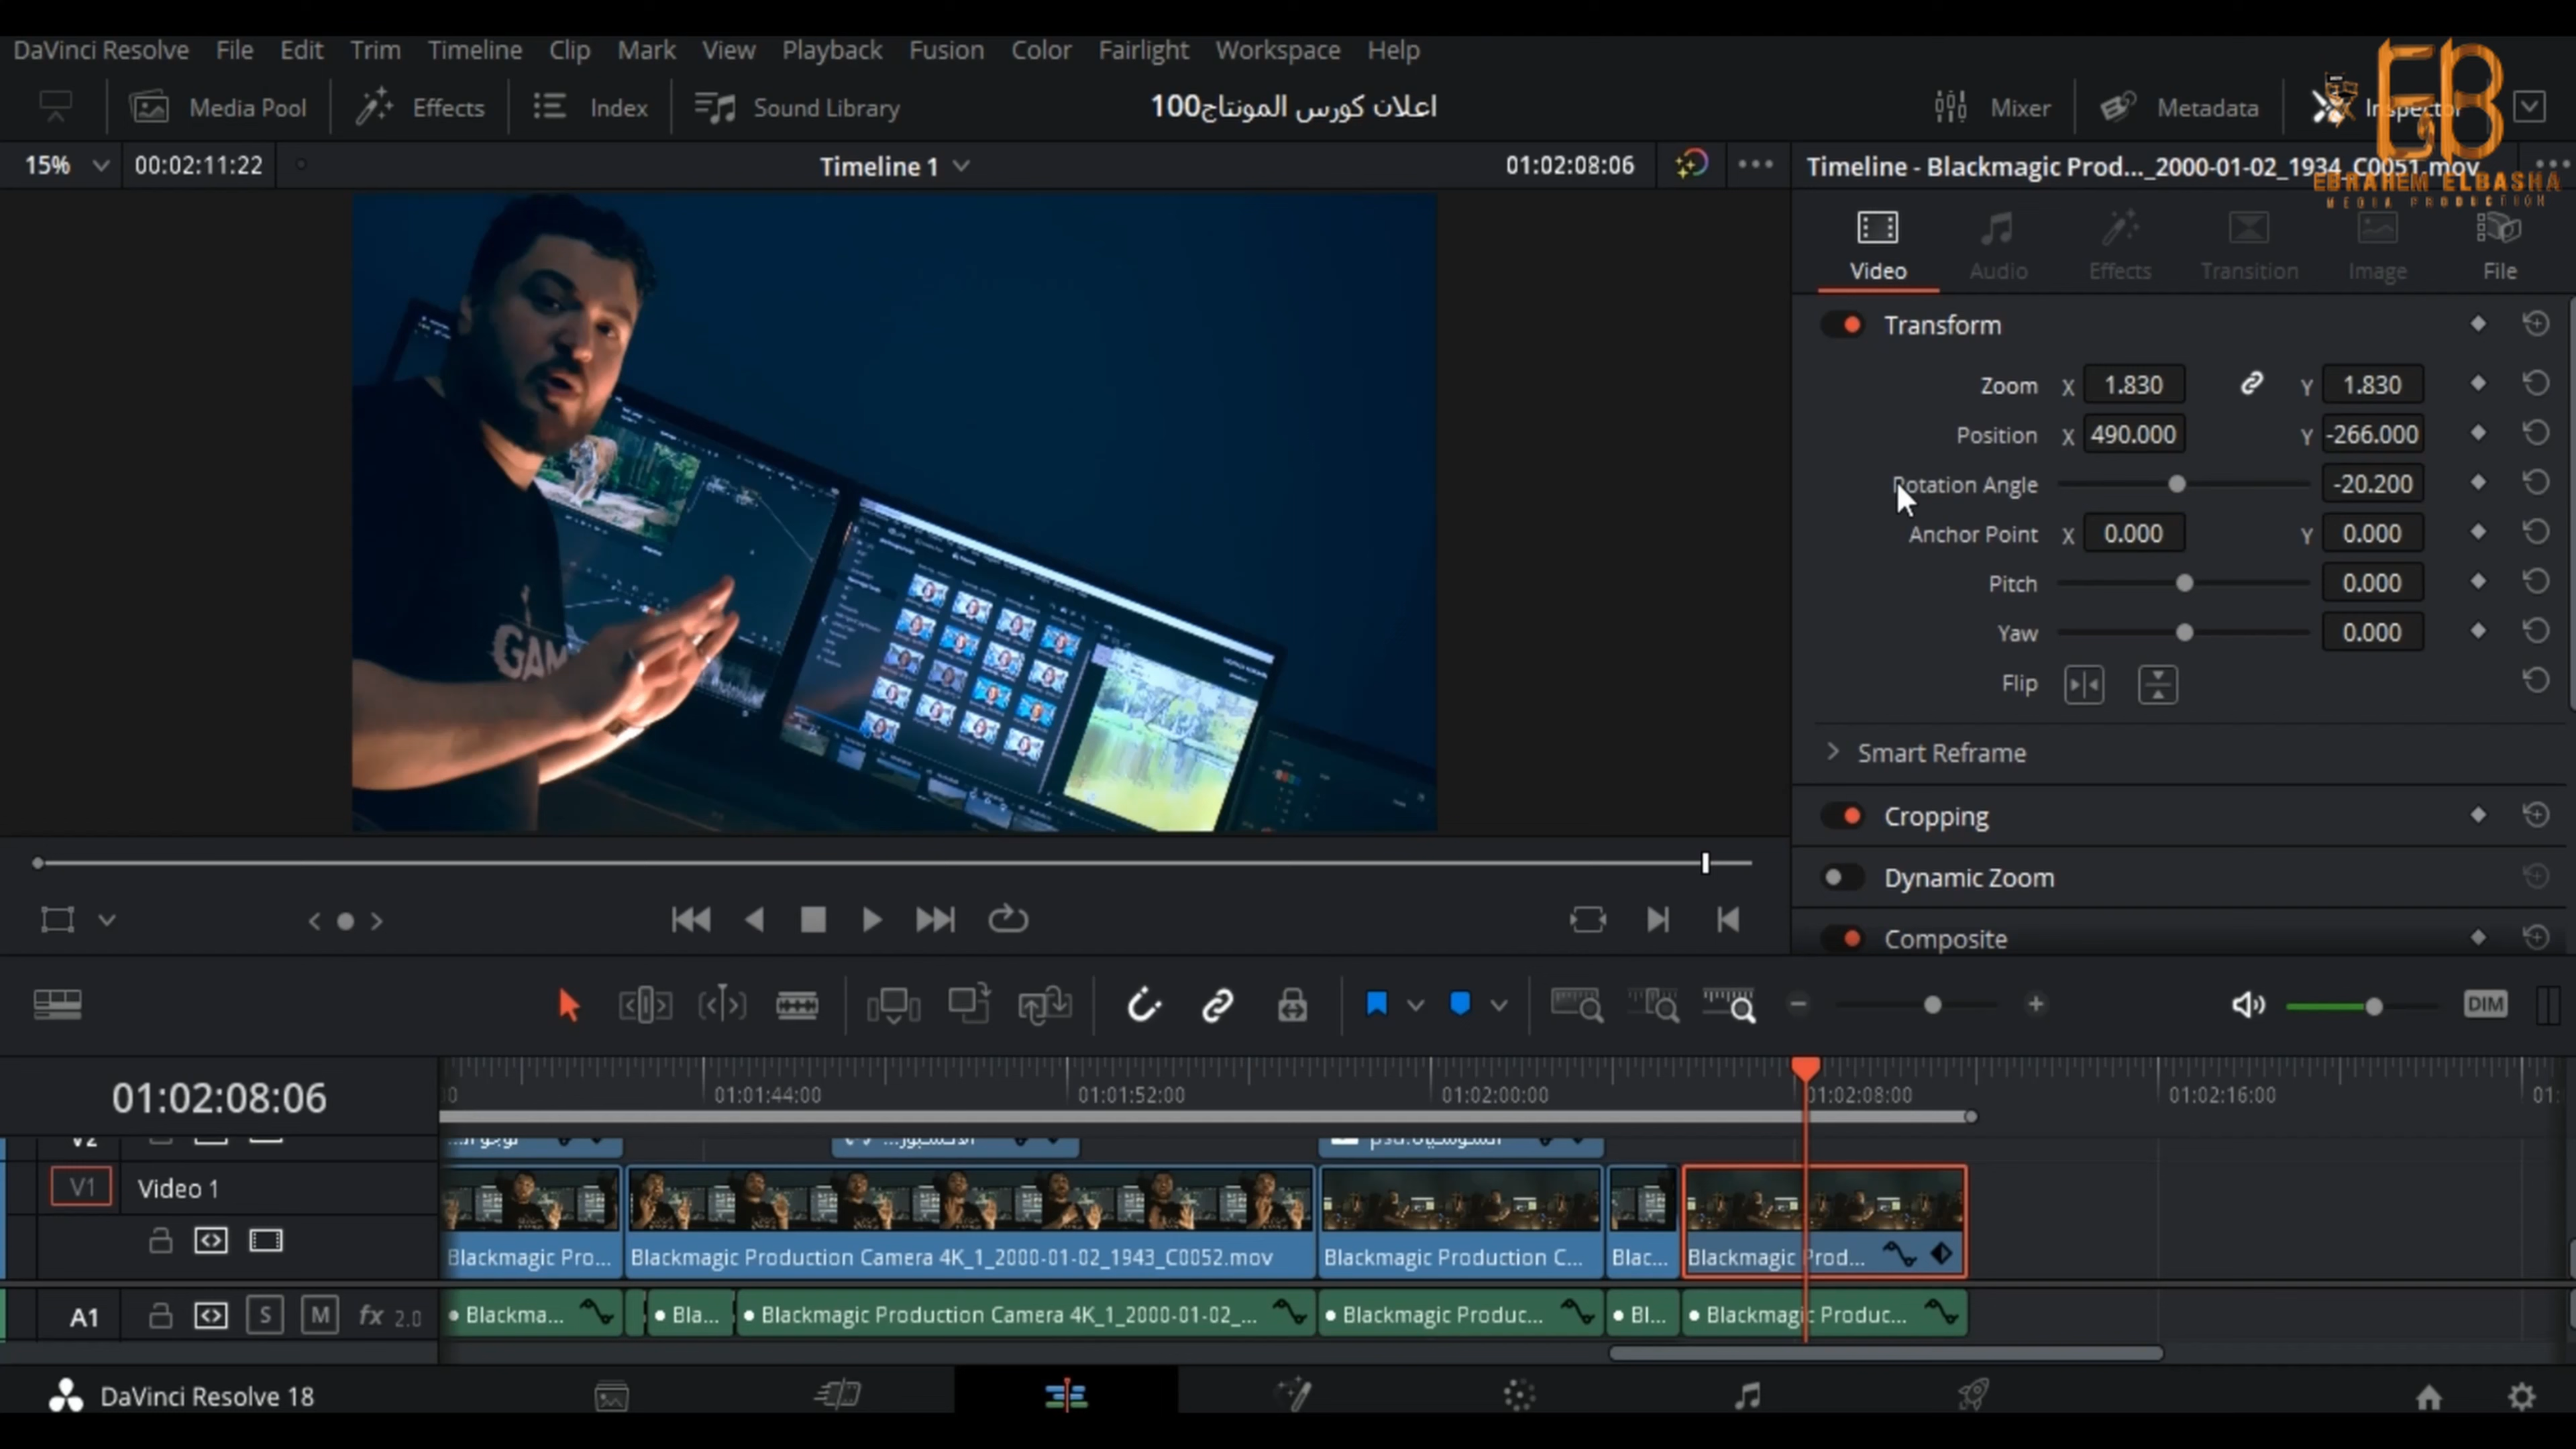 DaVinci Resolve File Edit Trim Timeline Clip Mark View Playback Fusion Color Fairlight Workspace Help
Media Pool Effects Index Sound Library اعلان كورس المونتاج100 Mixer Metadata Inspector
EB
15% 00:02:11:22 Timeline 1 01:02:08:06 Timeline - Blackmagic Prod..._2000-01-02_1934_C0051.mov
EBRAHEM ELBASHA
MEDIA PRODUCTION
Video Audio Effects Transition Image File
Transform
Zoom X 1.830 Y 1.830
Position X 490.000 Y -266.000
Rotation Angle -20.200
Anchor Point X 0.000 Y 0.000
Pitch 0.000
Yaw 0.000
Flip
GAM
Smart Reframe
Cropping
Dynamic Zoom
Composite
DIM
01:02:08:06 01:01:44:00 01:01:52:00 01:02:00:00 01:02:08:00 01:02:16:00
V2
V1 Video 1
Blackmagic Pro... Blackmagic Production Camera 4K_1_2000-01-02_1943_C0052.mov Blackmagic Production C... Blac... Blackmagic Prod...
A1 S M fx 2.0 Blackma... Bla... Blackmagic Production Camera 4K_1_2000-01-02_... Blackmagic Produc... Bl... Blackmagic Produc...
DaVinci Resolve 18